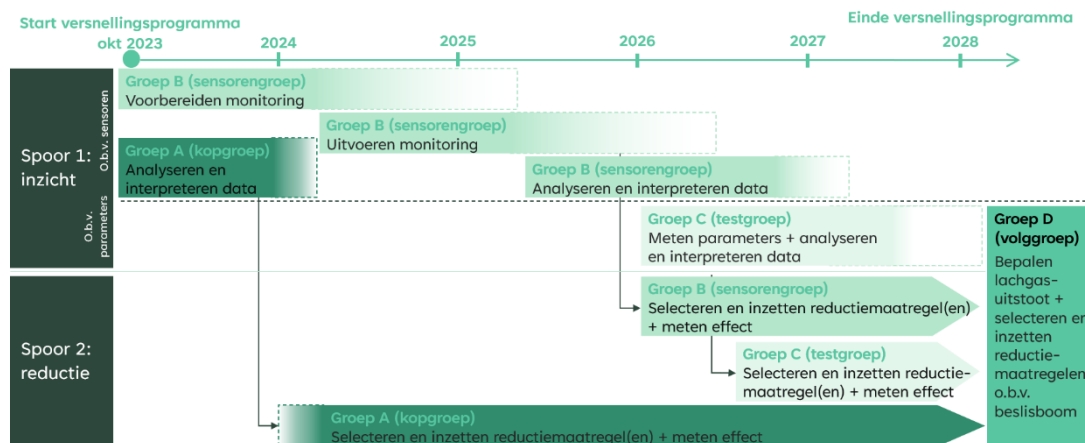 Start versnellingsprogramma
okt 2023
2024
2025
2026
2027
2028
Einde versnellingsprogramma
Spoor 1:
inzicht
O.b.v. sensoren
O.b.v.
parameters
Groep B (sensorengroep)
Voorbereiden monitoring
Groep B (sensorengroep)
Uitvoeren monitoring
Groep A (kopgroep)
Analyseren en
interpreteren data
Groep B (sensorengroep)
Analyseren en interpreteren data
Groep C (testgroep)
Meten parameters + analyseren
en interpreteren data
Spoor 2:
reductie
Groep B (sensorengroep)
Selecteren en inzetten reductiemaatregel(en)
+ meten effect
Groep C (testgroep)
Selecteren en inzetten reductie-
maatregel(en) + meten effect
Groep A (kopgroep)
Selecteren en inzetten reductiemaatregel(en) + meten effect
Groep D
(volggroep)
Bepalen
lachgas-
uitstoot +
selecteren en
inzetten
reductie-
maatregelen
o.b.v.
beslisboom